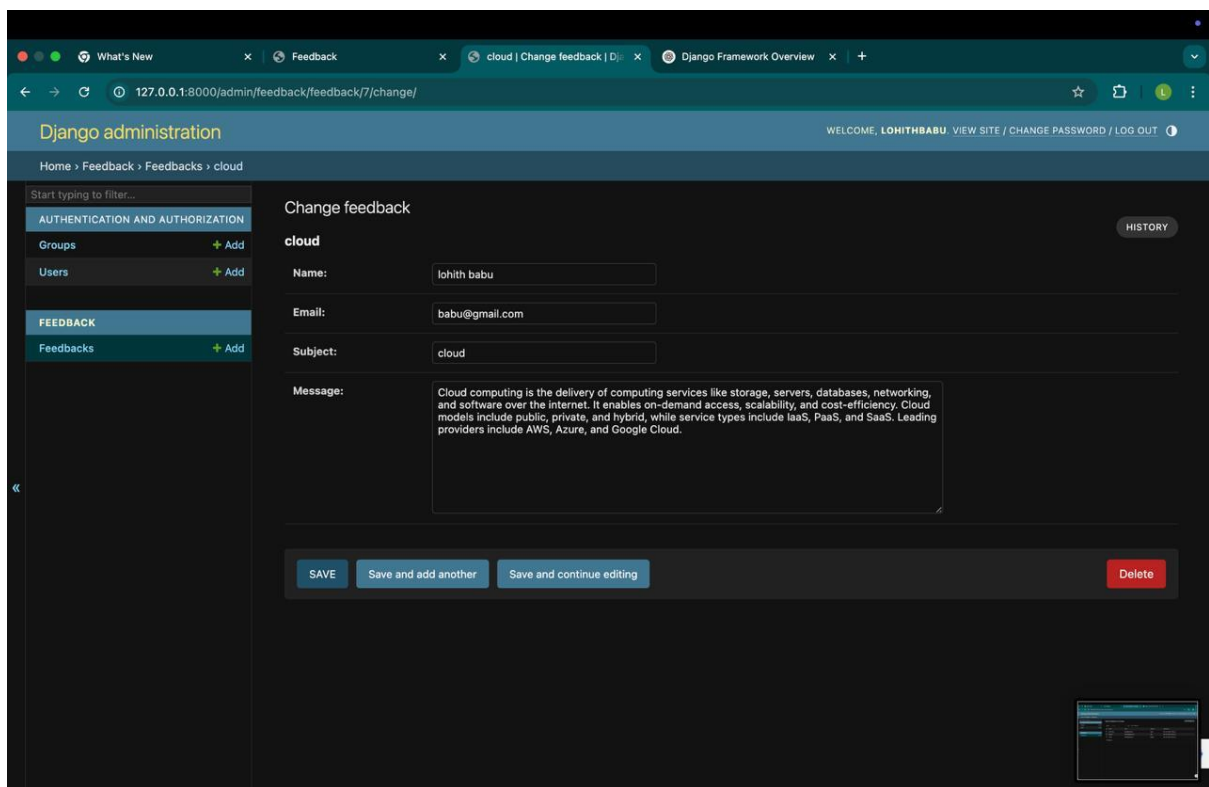 What's New
Feedback
cloud | Change feedback | Dj
Django Framework Overview
127.0.0.1:8000/admin/feedback/feedback/7/change/
L
Django administration
WELCOME, LOHITHBABU. VIEW SITE / CHANGE PASSWORD / LOG OUT
Home › Feedback › Feedbacks › cloud
Start typing to filter...
AUTHENTICATION AND AUTHORIZATION
Groups + Add
Users + Add
FEEDBACK
Feedbacks + Add
«
Change feedback
HISTORY
cloud
Name: lohith babu
Email: babu@gmail.com
Subject: cloud
Message: Cloud computing is the delivery of computing services like storage, servers, databases, networking,
and software over the internet. It enables on-demand access, scalability, and cost-efficiency. Cloud
models include public, private, and hybrid, while service types include IaaS, PaaS, and SaaS. Leading
providers include AWS, Azure, and Google Cloud.
SAVE Save and add another Save and continue editing Delete